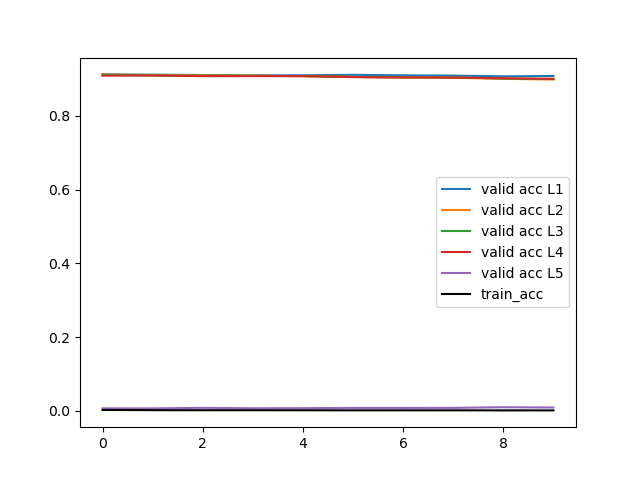 0.8
0.6
0.4
0.2
0.0
0 2 4 6 8
valid acc L1
valid acc L2
valid acc L3
valid acc L4
valid acc L5
train_acc